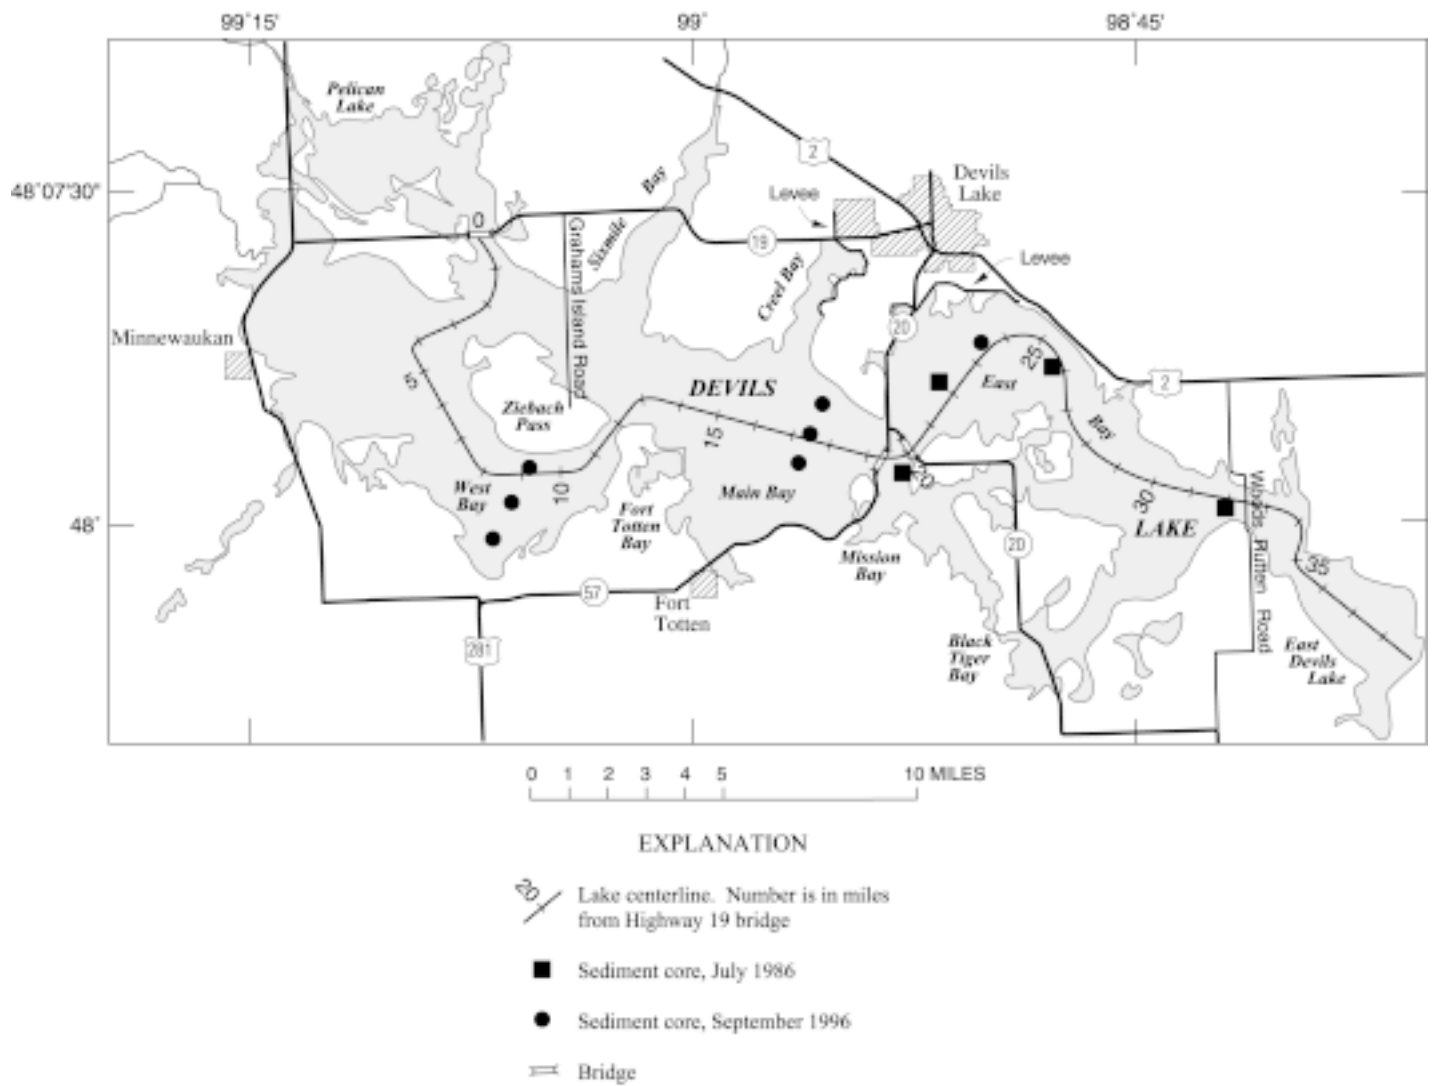 99°15'
99°
98°45'
Pelican
Lake
2
Bay
Devils
Lake
Levee
48°07'30"
0
Grahams Island Road
Sixmile
19
Creel Bay
Levee
20
Minnewaukan
5
DEVILS
25
East
2
Ziebach
Pass
15
Bay
West
Bay
10
Main Bay
20
30
Woods Rutten Road
Fort
Totten
Bay
48°
LAKE
Mission
Bay
20
35
57
Fort
Totten
281
Black
Tiger
Bay
East
Devils
Lake
0 1 2 3 4 5 10 MILES
EXPLANATION
20
Lake centerline. Number is in miles
from Highway 19 bridge
Sediment core, July 1986
Sediment core, September 1996
Bridge